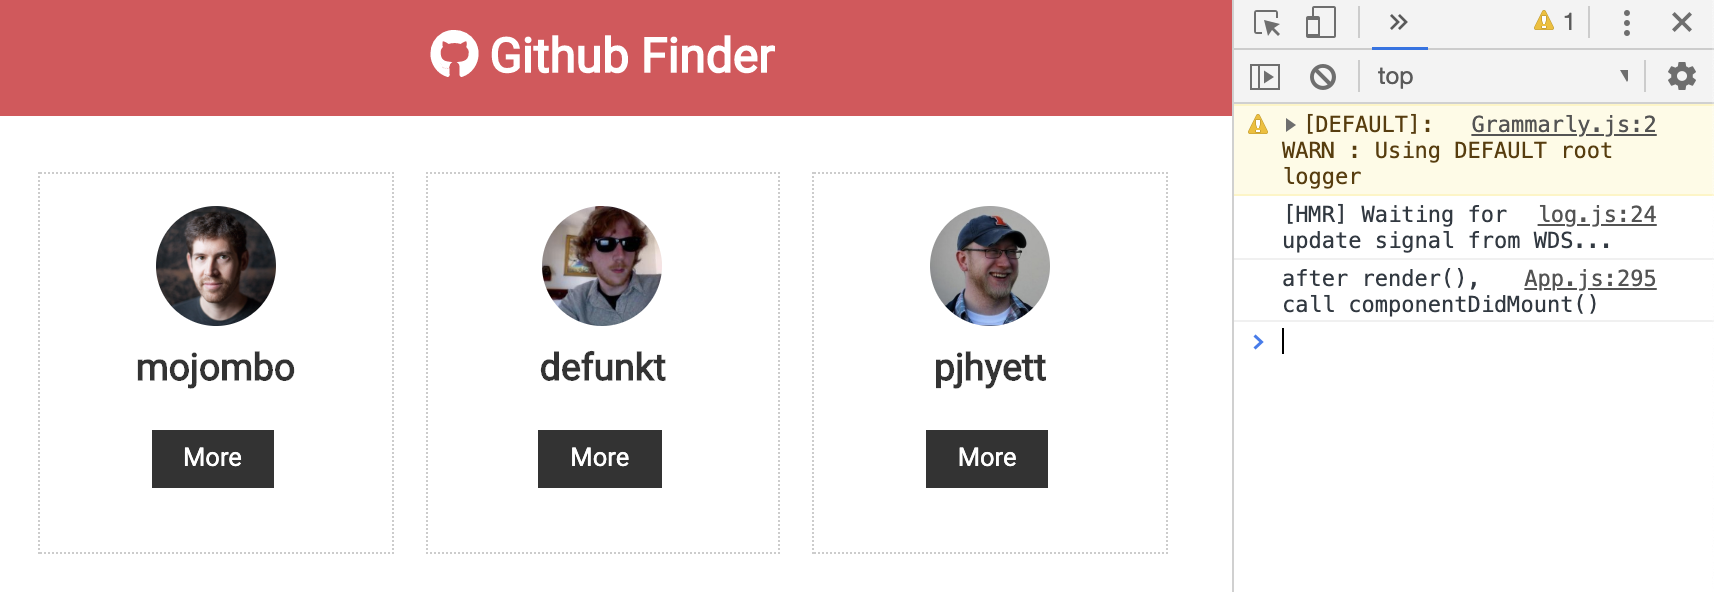 Github Finder
mojombo
More
defunkt
More
pjhyett
More
1
top
[DEFAULT]: Grammarly.js:2
WARN : Using DEFAULT root
logger
[HMR] Waiting for log.js:24
update signal from WDS...
after render(), App.js:295
call componentDidMount()